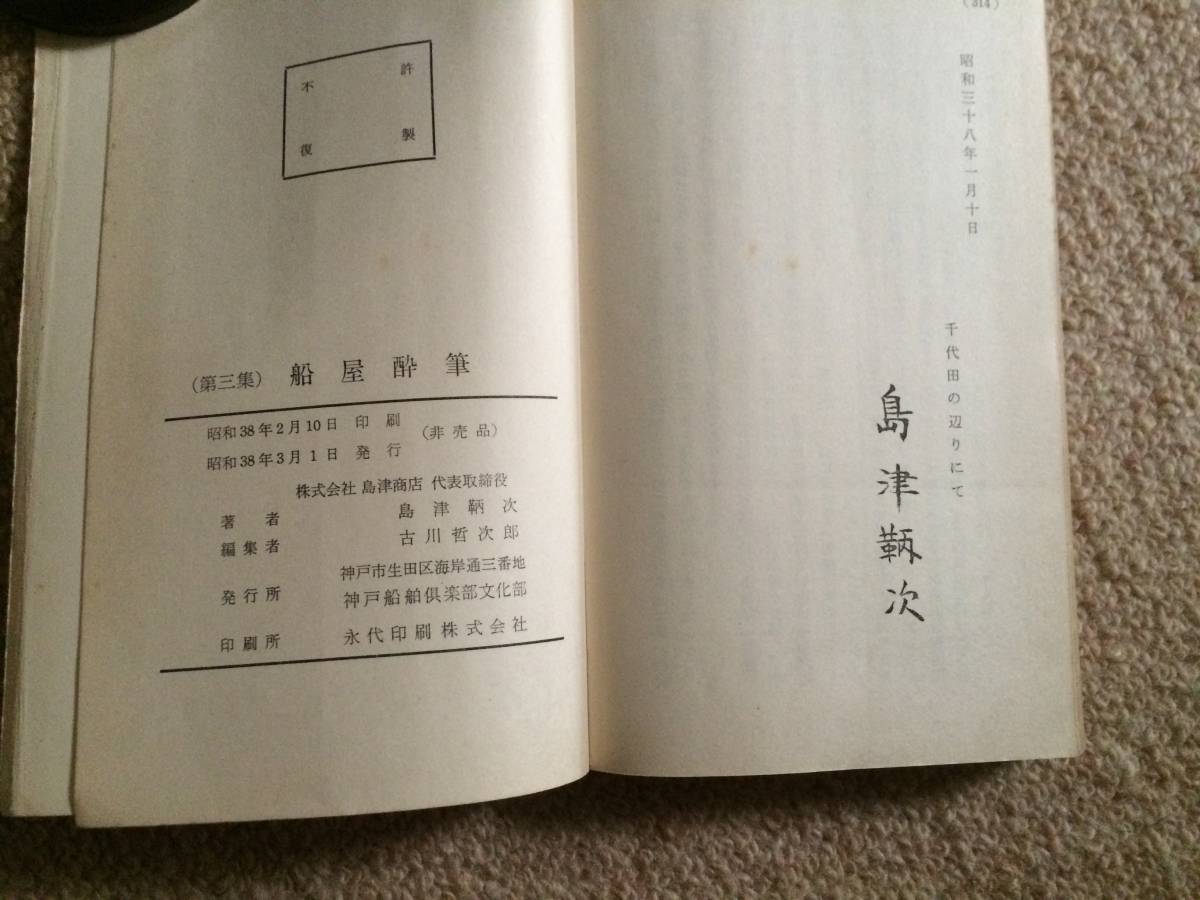 (314)
昭和三十八年一月十日
千代田の辺りにて
島津鞆次
不許
復製
(第三集) 船屋酔筆
昭和38年2月10日 印刷 (非売品)
昭和38年3月1日 発行
株式会社 島津商店 代表取締役
著者 島津鞆次
編集者 古川哲次郎
神戸市生田区海岸通三番地
発行所 神戸船舶倶楽部文化部
印刷所 永代印刷株式会社